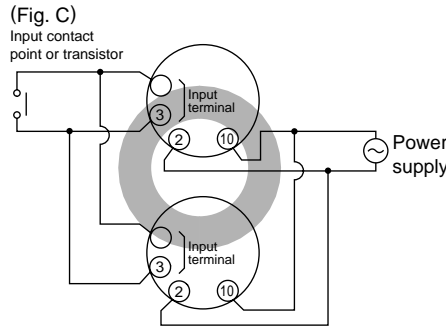 (Fig. C)
Input contact
point or transistor
Input
terminal
3
2
10
Power
supply
Input
terminal
3
2
10